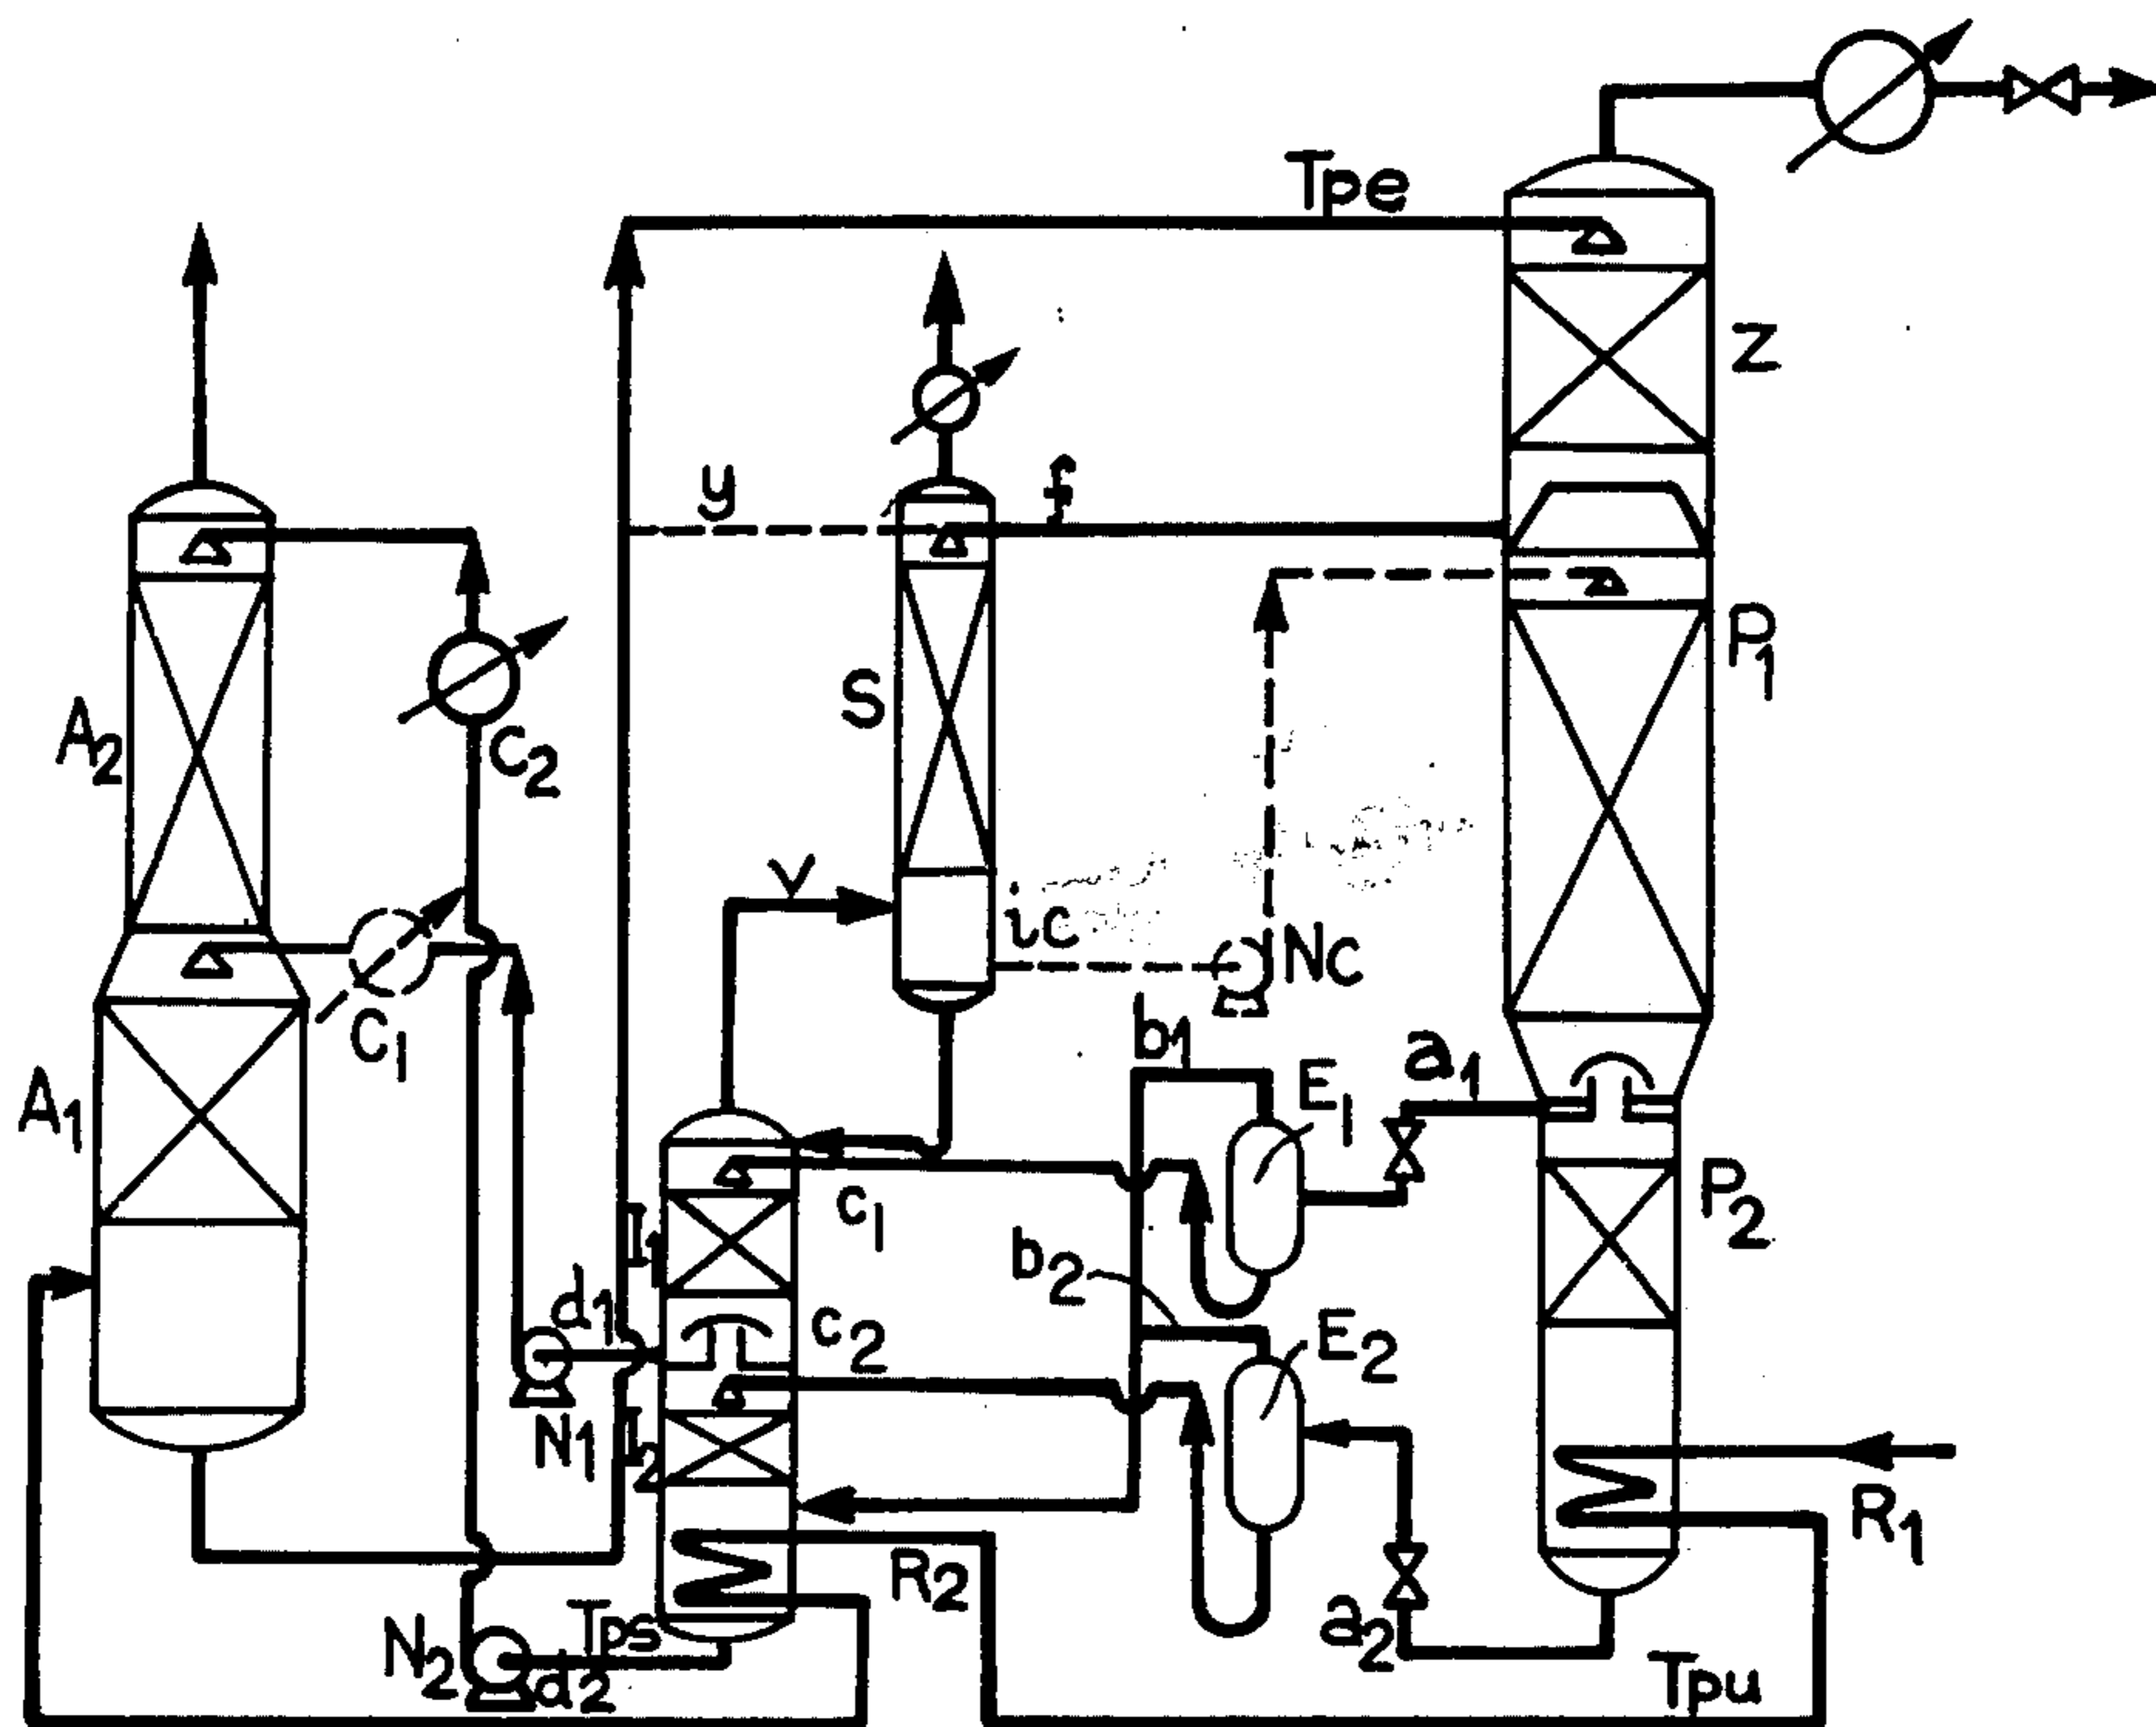 Tpe
Z
y
f
P1
S
A2
C2
v
ic
Nc
C1
b1
a1
E1
A1
c1
P2
I1
b2
d1
c2
E2
N1
I2
R1
R2
Tps
N2
d2
a2
Tpu